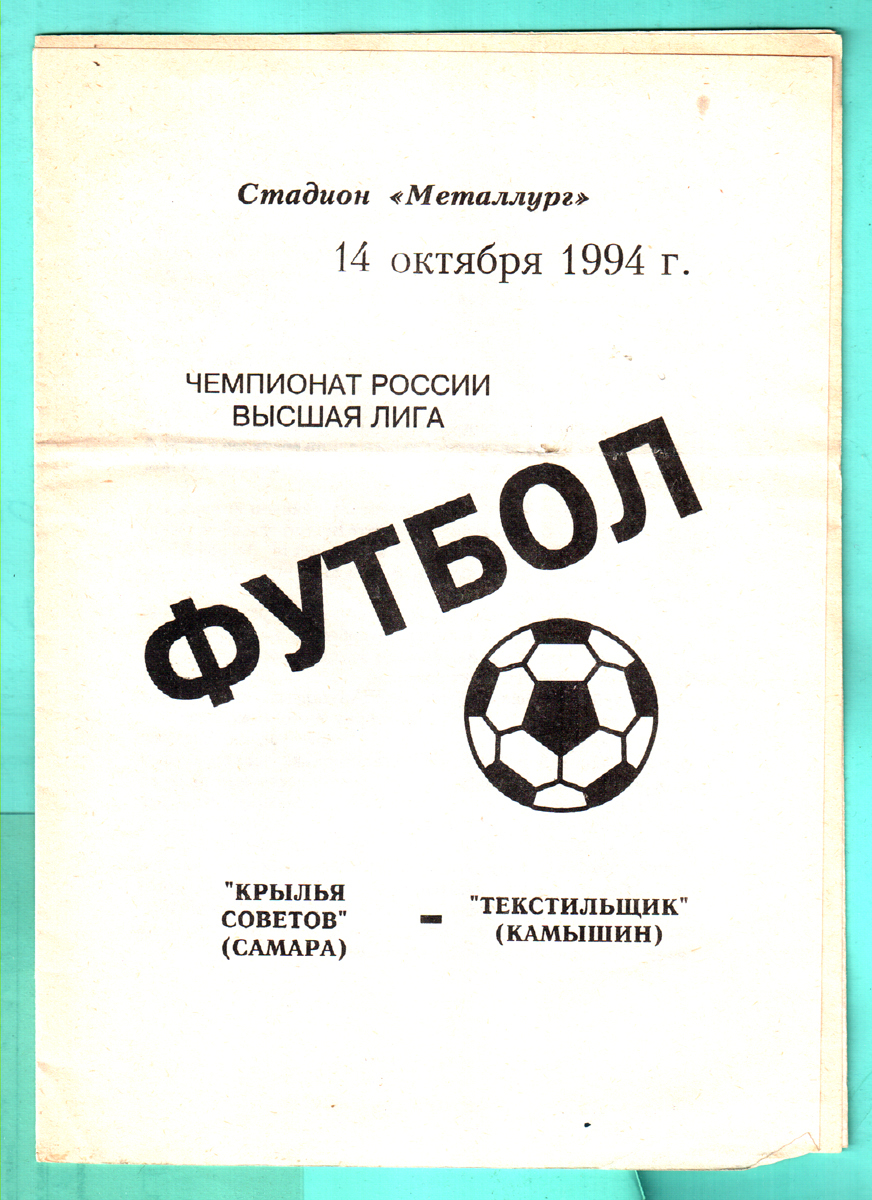 Стадион «Металлург»
14 октября 1994 г.
ЧЕМПИОНАТ РОССИИ
ВЫСШАЯ ЛИГА
ФУТБОЛ
"КРЫЛЬЯ
СОВЕТОВ"
(САМАРА)
-
"ТЕКСТИЛЬЩИК"
(КАМЫШИН)